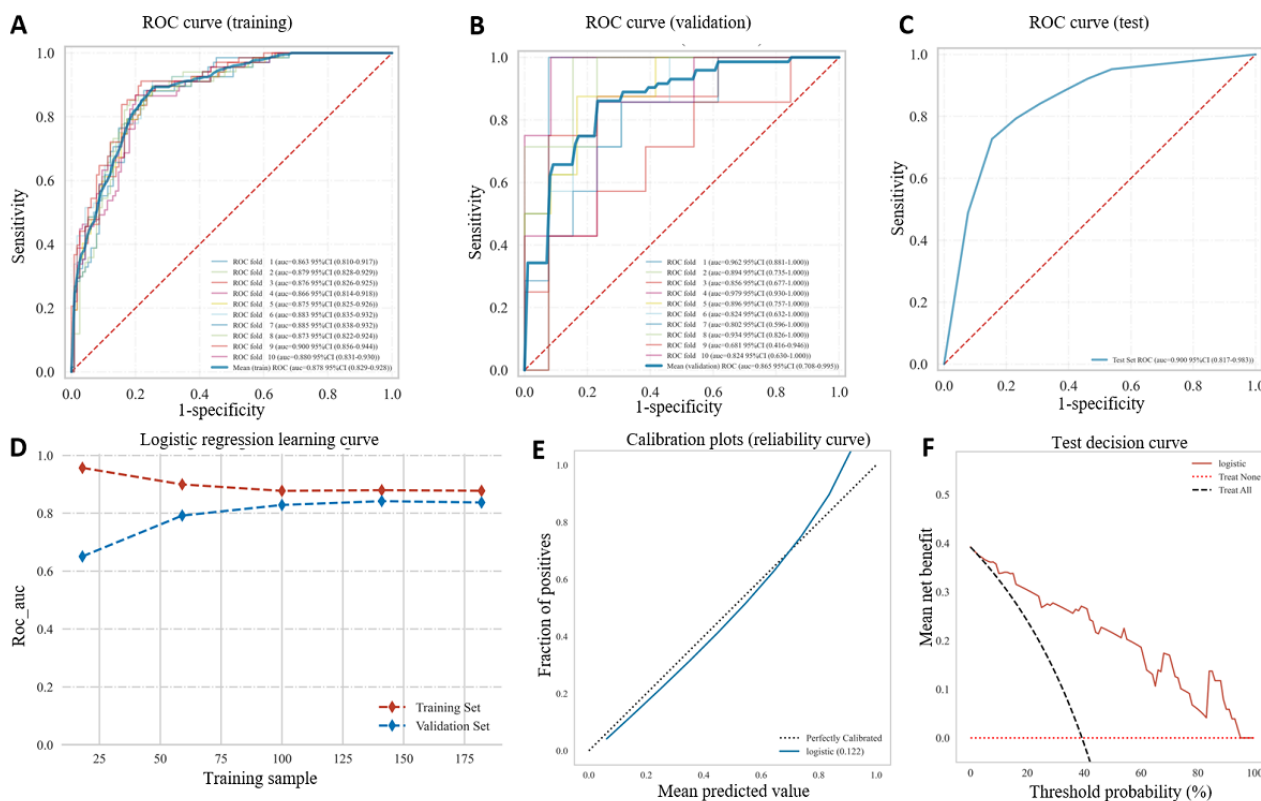 A
ROC curve (training)
1.0
0.8
0.6
0.4
0.2
0.0
Sensitivity
ROC fold 1 (auc=0.863 95%CI (0.810-0.917))
ROC fold 2 (auc=0.879 95%CI (0.828-0.929))
ROC fold 3 (auc=0.876 95%CI (0.826-0.925))
ROC fold 4 (auc=0.866 95%CI (0.814-0.918))
ROC fold 5 (auc=0.875 95%CI (0.825-0.926))
ROC fold 6 (auc=0.883 95%CI (0.835-0.932))
ROC fold 7 (auc=0.885 95%CI (0.838-0.932))
ROC fold 8 (auc=0.873 95%CI (0.822-0.924))
ROC fold 9 (auc=0.900 95%CI (0.856-0.944))
ROC fold 10 (auc=0.880 95%CI (0.831-0.930))
Mean (train) ROC (auc=0.878 95%CI (0.829-0.928))
0.0 0.2 0.4 0.6 0.8 1.0
1-specificity
B
ROC curve (validation)
1.0
0.8
0.6
0.4
0.2
0.0
Sensitivity
ROC fold 1 (auc=0.962 95%CI (0.881-1.000)
ROC fold 2 (auc=0.894 95%CI (0.735-1.000)
ROC fold 3 (auc=0.856 95%CI (0.677-1.000)
ROC fold 4 (auc=0.979 95%CI (0.930-1.000)
ROC fold 5 (auc=0.896 95%CI (0.757-1.000)
ROC fold 6 (auc=0.824 95%CI (0.632-1.000)
ROC fold 7 (auc=0.802 95%CI (0.596-1.000)
ROC fold 8 (auc=0.934 95%CI (0.826-1.000)
ROC fold 9 (auc=0.681 95%CI (0.416-0.946)
ROC fold 10 (auc=0.824 95%CI (0.630-1.000)
Mean (validation) ROC (auc=0.865 95%CI (0.708-0.995))
0.0 0.2 0.4 0.6 0.8 1.0
1-specificity
C
ROC curve (test)
1.0
0.8
0.6
0.4
0.2
0.0
Sensitivity
Test Set ROC (auc=0.900 95%CI (0.817-0.983))
0.0 0.2 0.4 0.6 0.8 1.0
1-specificity
D
Logistic regression learning curve
1.0
0.8
0.6
0.4
0.2
0.0
Roc_auc
Training Set
Validation Set
25 50 75 100 125 150 175
Training sample
E
Calibration plots (reliability curve)
1.0
0.8
0.6
0.4
0.2
0.0
Fraction of positives
Perfectly Calibrated
logistic (0.122)
0.0 0.2 0.4 0.6 0.8 1.0
Mean predicted value
F
Test decision curve
logistic
Treat None
Treat All
0.5
0.4
0.3
0.2
0.1
0.0
Mean net benefit
0 20 40 60 80 100
Threshold probability (%)